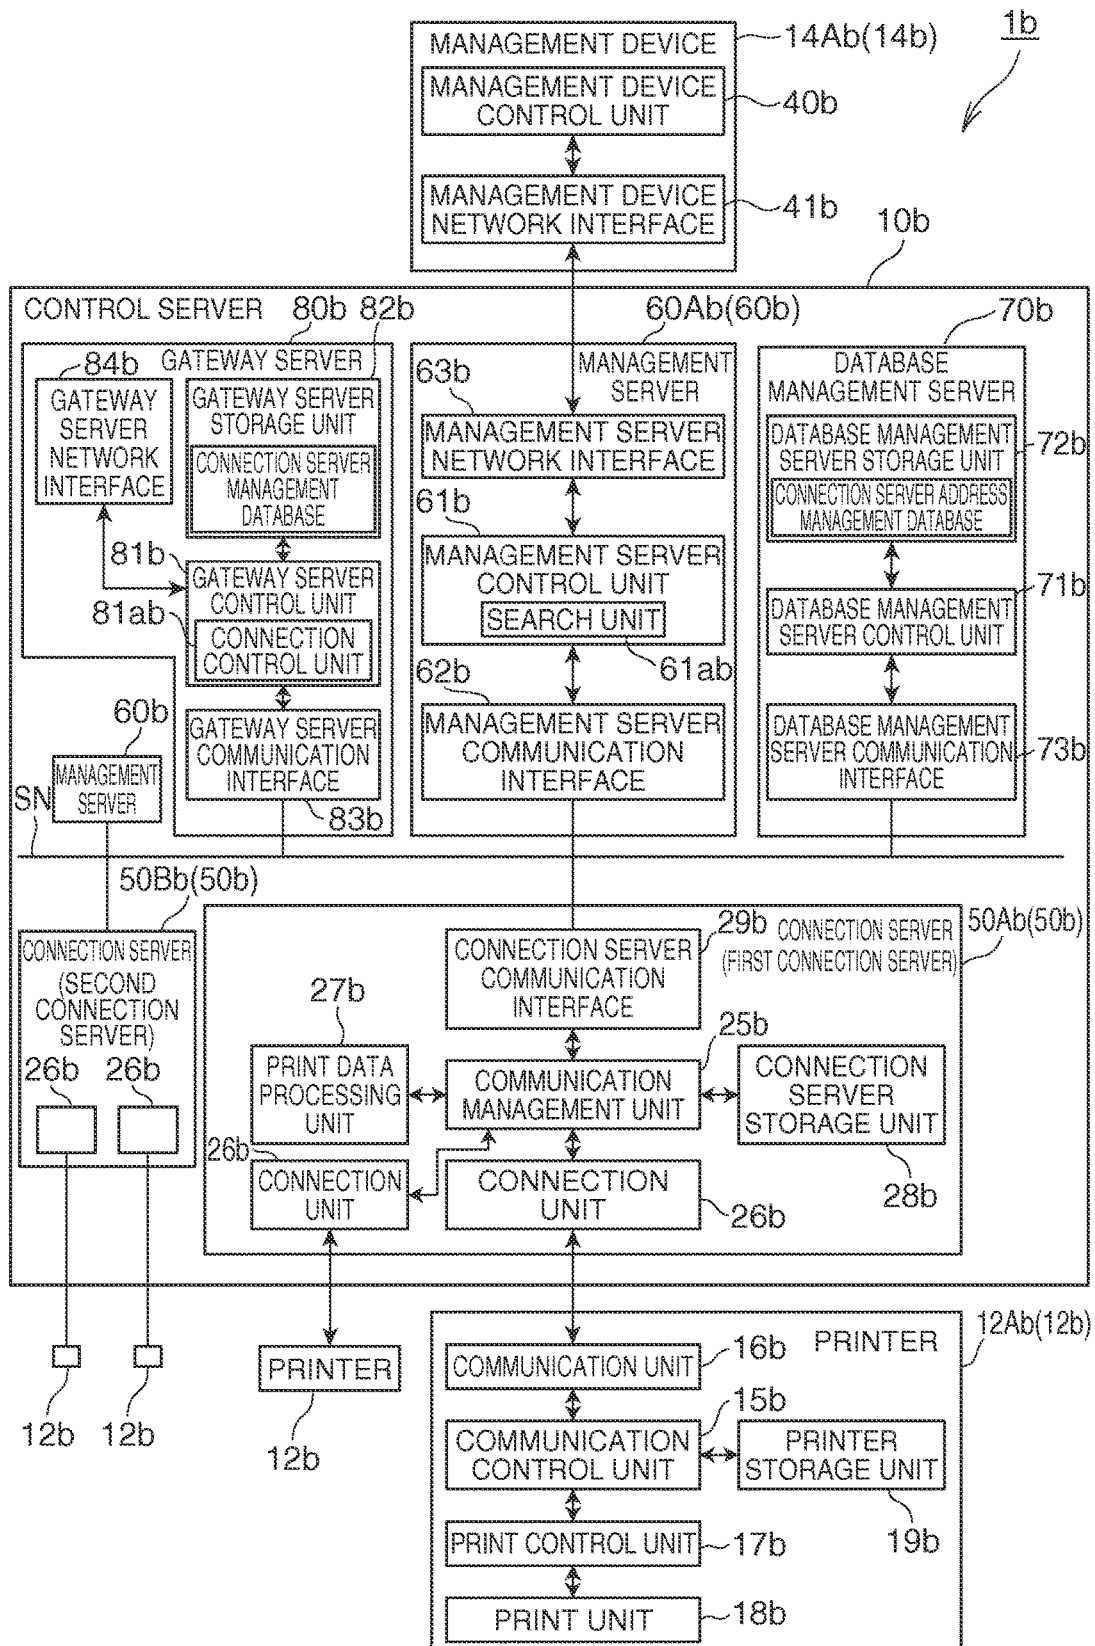 1b
14Ab(14b)
MANAGEMENT DEVICE
MANAGEMENT DEVICE
CONTROL UNIT
40b
MANAGEMENT DEVICE
NETWORK INTERFACE
41b
10b
CONTROL SERVER
80b
82b
60Ab(60b)
70b
84b
GATEWAY SERVER
GATEWAY
SERVER
NETWORK
INTERFACE
GATEWAY SERVER
STORAGE UNIT
CONNECTION SERVER
MANAGEMENT
DATABASE
81b
GATEWAY SERVER
CONTROL UNIT
81ab
CONNECTION
CONTROL UNIT
GATEWAY SERVER
COMMUNICATION
INTERFACE
83b
MANAGEMENT
SERVER
63b
MANAGEMENT SERVER
NETWORK INTERFACE
61b
MANAGEMENT SERVER
CONTROL UNIT
SEARCH UNIT
61ab
62b
MANAGEMENT SERVER
COMMUNICATION
INTERFACE
DATABASE
MANAGEMENT SERVER
DATABASE MANAGEMENT
SERVER STORAGE UNIT
72b
CONNECTION SERVER ADDRESS
MANAGEMENT DATABASE
71b
DATABASE MANAGEMENT
SERVER CONTROL UNIT
DATABASE MANAGEMENT
SERVER COMMUNICATION
INTERFACE
73b
60b
MANAGEMENT
SERVER
SN
50Bb(50b)
CONNECTION SERVER
(SECOND
CONNECTION
SERVER)
26b
26b
50Ab(50b)
CONNECTION SERVER
(FIRST CONNECTION SERVER)
29b
CONNECTION SERVER
COMMUNICATION
INTERFACE
27b
PRINT DATA
PROCESSING
UNIT
25b
COMMUNICATION
MANAGEMENT UNIT
CONNECTION
SERVER
STORAGE UNIT
28b
26b
CONNECTION
UNIT
CONNECTION
UNIT
26b
12b
12b
PRINTER
12b
12Ab(12b)
PRINTER
COMMUNICATION UNIT
16b
15b
COMMUNICATION
CONTROL UNIT
PRINTER
STORAGE UNIT
19b
PRINT CONTROL UNIT
17b
PRINT UNIT
18b